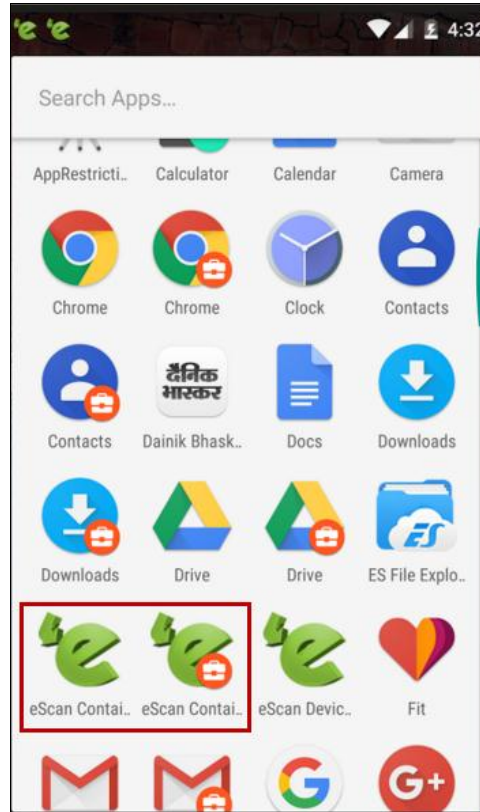 4:32
Search Apps...
AppRestricti.. Calculator Calendar Camera
Chrome Chrome Clock Contacts
दैनिक
भास्कर
Contacts Dainik Bhask.. Docs Downloads
ES
Downloads Drive Drive ES File Explo..
eScan Contai.. eScan Contai.. eScan Devic.. Fit
G G+